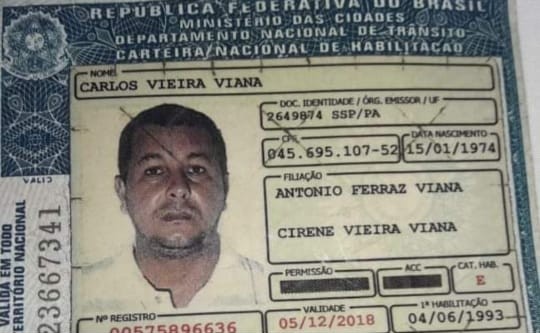 REPÚBLICA FEDERATIVA DO BRASIL
MINISTÉRIO DAS CIDADES
DEPARTAMENTO NACIONAL DE TRÂNSITO
CARTEIRA NACIONAL DE HABILITAÇÃO
NOME
CARLOS VIEIRA VIANA
DOC. IDENTIDADE / ÓRG. EMISSOR / UF
2649874 SSP/PA
CPF
DATA NASCIMENTO
045.695.107-52
15/01/1974
FILIAÇÃO
ANTONIO FERRAZ VIANA
CIRENE VIEIRA VIANA
PERMISSÃO
ACC
CAT. HAB.
E
Nº REGISTRO
VALIDADE
1ª HABILITAÇÃO
00575896636
05/12/2018
04/06/1993
VALIDA EM TODO
TERRITÓRIO NACIONAL
23667341